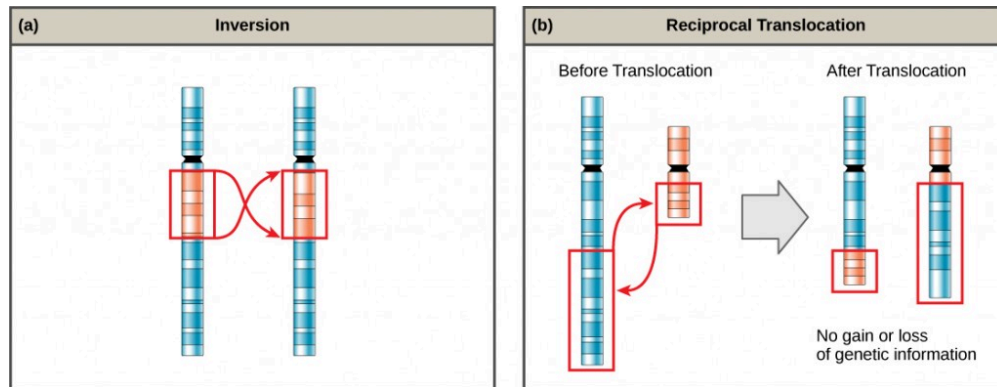 (a) Inversion
(b) Reciprocal Translocation
Before Translocation
After Translocation
No gain or loss
of genetic information